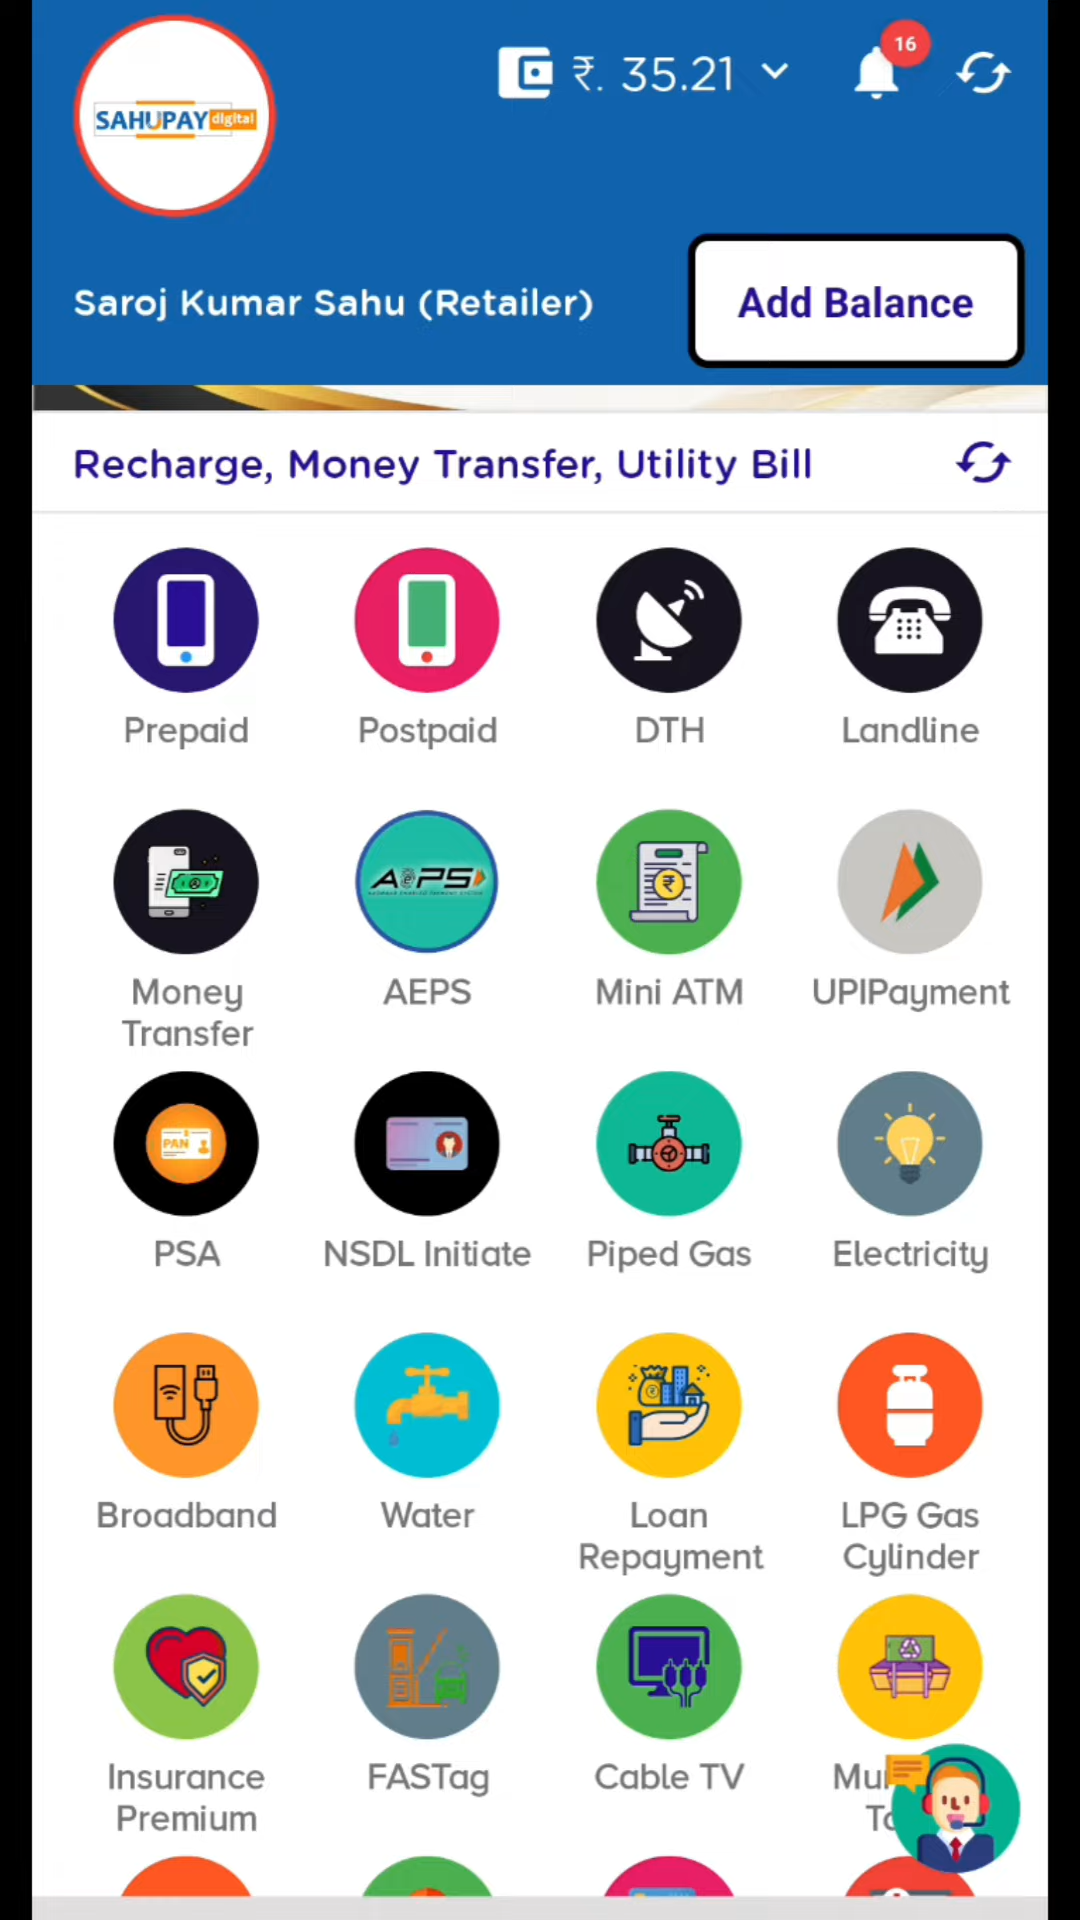 SAHUPAY digital
₹. 35.21
16
Saroj Kumar Sahu (Retailer)
Add Balance
Recharge, Money Transfer, Utility Bill
Prepaid
Postpaid
DTH
Landline
AEPS
Money
Transfer
AEPS
Mini ATM
UPIPayment
PAN
PSA
NSDL Initiate
Piped Gas
Electricity
Broadband
Water
Loan
Repayment
LPG Gas
Cylinder
Insurance
Premium
FASTag
Cable TV